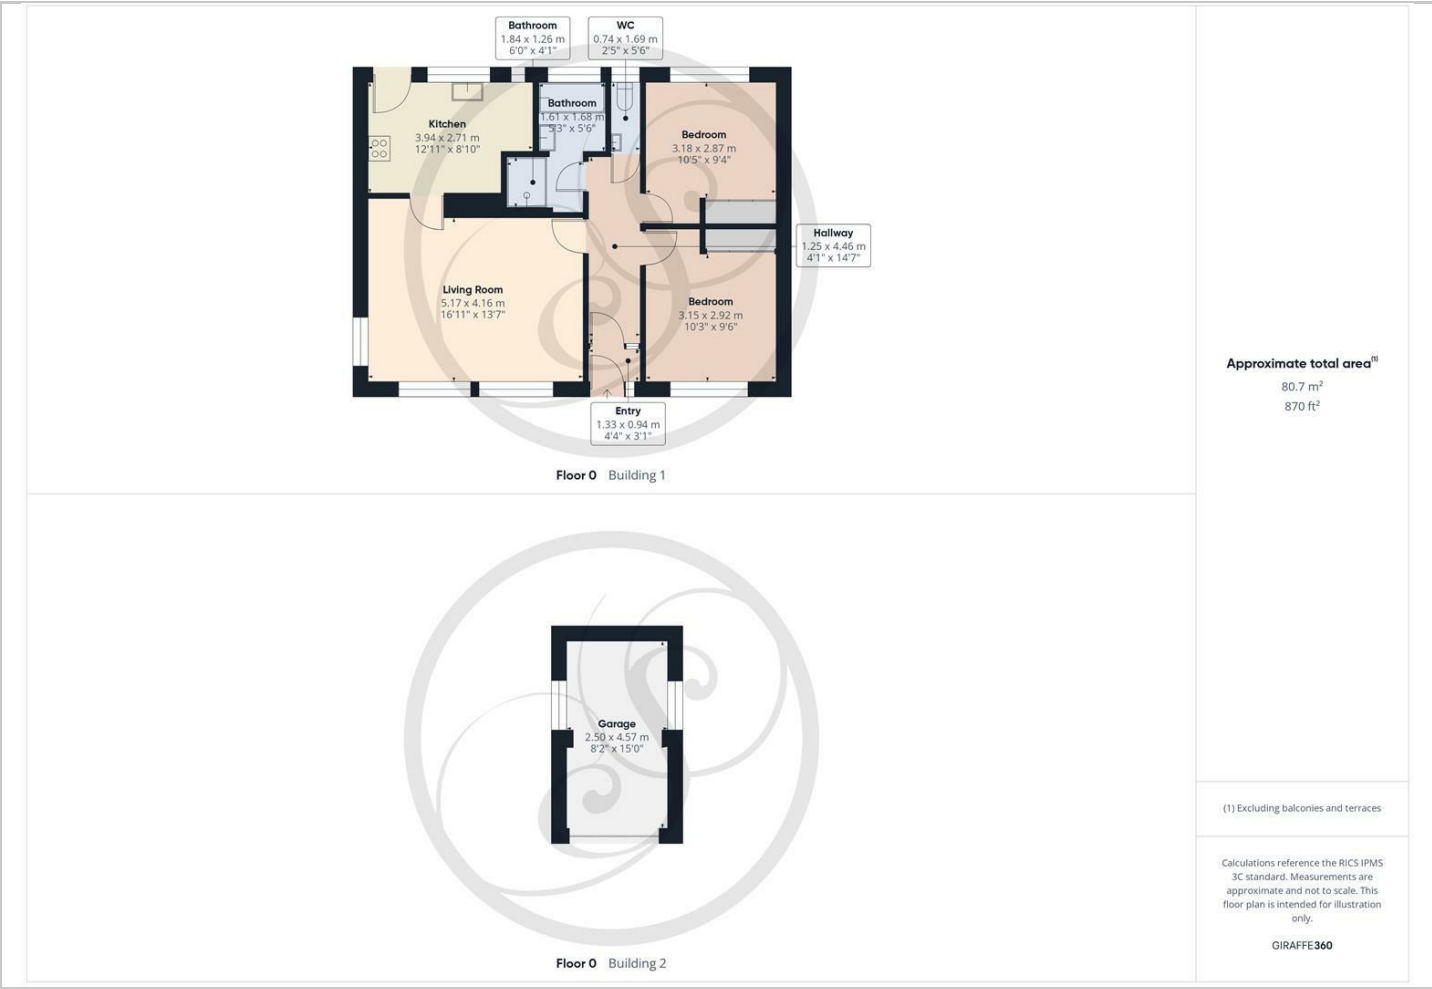 Bathroom
1.84 x 1.26 m
6'0" x 4'1"
WC
0.74 x 1.69 m
2'5" x 5'6"
Kitchen
3.94 x 2.71 m
12'11" x 8'10"
Bathroom
1.61 x 1.68 m
5'3" x 5'6"
Bedroom
3.18 x 2.87 m
10'5" x 9'4"
Hallway
1.25 x 4.46 m
4'1" x 14'7"
Living Room
5.17 x 4.16 m
16'11" x 13'7"
Bedroom
3.15 x 2.92 m
10'3" x 9'6"
Entry
1.33 x 0.94 m
4'4" x 3'1"
Floor 0 Building 1
Garage
2.50 x 4.57 m
8'2" x 15'0"
Floor 0 Building 2
Approximate total area(1)
80.7 m²
870 ft²
(1) Excluding balconies and terraces
Calculations reference the RICS IPMS
3C standard. Measurements are
approximate and not to scale. This
floor plan is intended for illustration
only.
GIRAFFE360